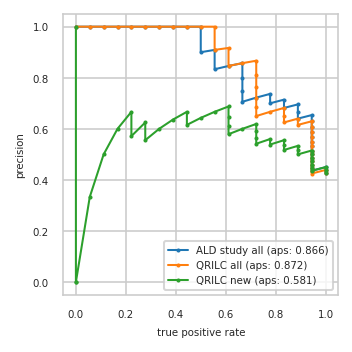 1.0
0.8
0.6
0.4
0.2
0.0
precision
0.0 0.2 0.4 0.6 0.8 1.0
true positive rate
ALD study all (aps: 0.866)
QRILC all (aps: 0.872)
QRILC new (aps: 0.581)